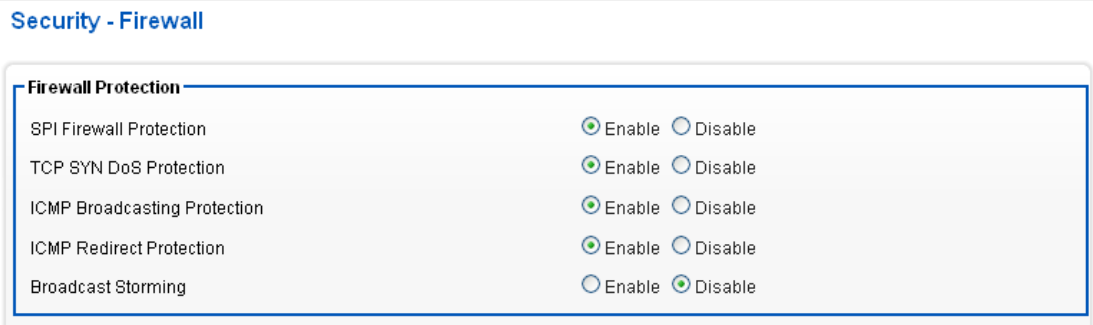 Security - Firewall
Firewall Protection
SPI Firewall Protection Enable Disable
TCP SYN DoS Protection Enable Disable
ICMP Broadcasting Protection Enable Disable
ICMP Redirect Protection Enable Disable
Broadcast Storming Enable Disable